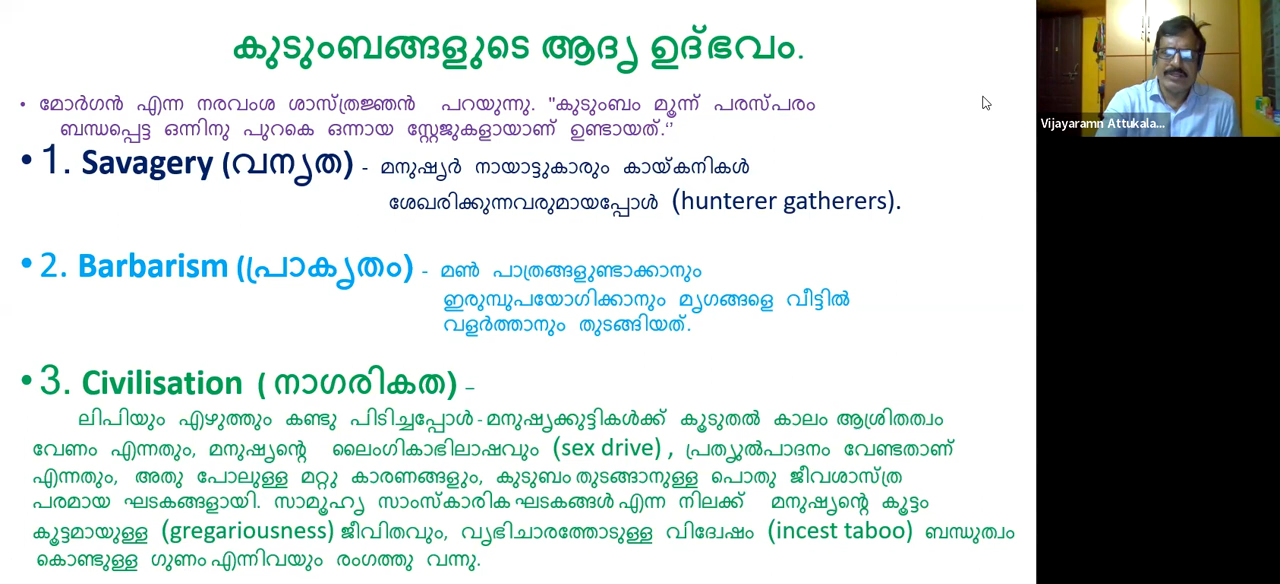 കുടുംബങ്ങളുടെ ആദ്യ ഉദ്ഭവം.
• മോർഗൻ എന്ന നരവംശ ശാസ്ത്രജ്ഞൻ പറയുന്നു. "കുടുംബം മൂന്ന് പരസ്പരം
ബന്ധപ്പെട്ട ഒന്നിനു പുറകെ ഒന്നായ സ്റ്റേജുകളായാണ് ഉണ്ടായത്."
• 1. Savagery (വന്യത) - മനുഷ്യർ നായാട്ടുകാരും കായ്കനികൾ
ശേഖരിക്കുന്നവരുമായപ്പോൾ (hunterer gatherers).
• 2. Barbarism (പ്രാകൃതം) - മൺ പാത്രങ്ങളുണ്ടാക്കാനും
ഇരുമ്പുപയോഗിക്കാനും മൃഗങ്ങളെ വീട്ടിൽ
വളർത്താനും തുടങ്ങിയത്.
• 3. Civilisation ( നാഗരികത) –
ലിപിയും എഴുത്തും കണ്ടു പിടിച്ചപ്പോൾ - മനുഷ്യക്കുട്ടികൾക്ക് കൂടുതൽ കാലം ആശ്രിതത്വം
വേണം എന്നതും, മനുഷ്യന്റെ ലൈംഗികാഭിലാഷവും (sex drive) , പ്രത്യുൽപാദനം വേണ്ടതാണ്
എന്നതും, അതു പോലുള്ള മറ്റു കാരണങ്ങളും, കുടുബം തുടങ്ങാനുള്ള പൊതു ജീവശാസ്ത്ര
പരമായ ഘടകങ്ങളായി. സാമൂഹ്യ സാംസ്കാരിക ഘടകങ്ങൾ എന്ന നിലക്ക് മനുഷ്യന്റെ കൂട്ടം
കൂട്ടമായുള്ള (gregariousness) ജീവിതവും, വ്യഭിചാരത്തോടുള്ള വിദ്വേഷം (incest taboo) ബന്ധുത്വം
കൊണ്ടുള്ള ഗുണം എന്നിവയും രംഗത്തു വന്നു.
Vijayaramn Attukala...